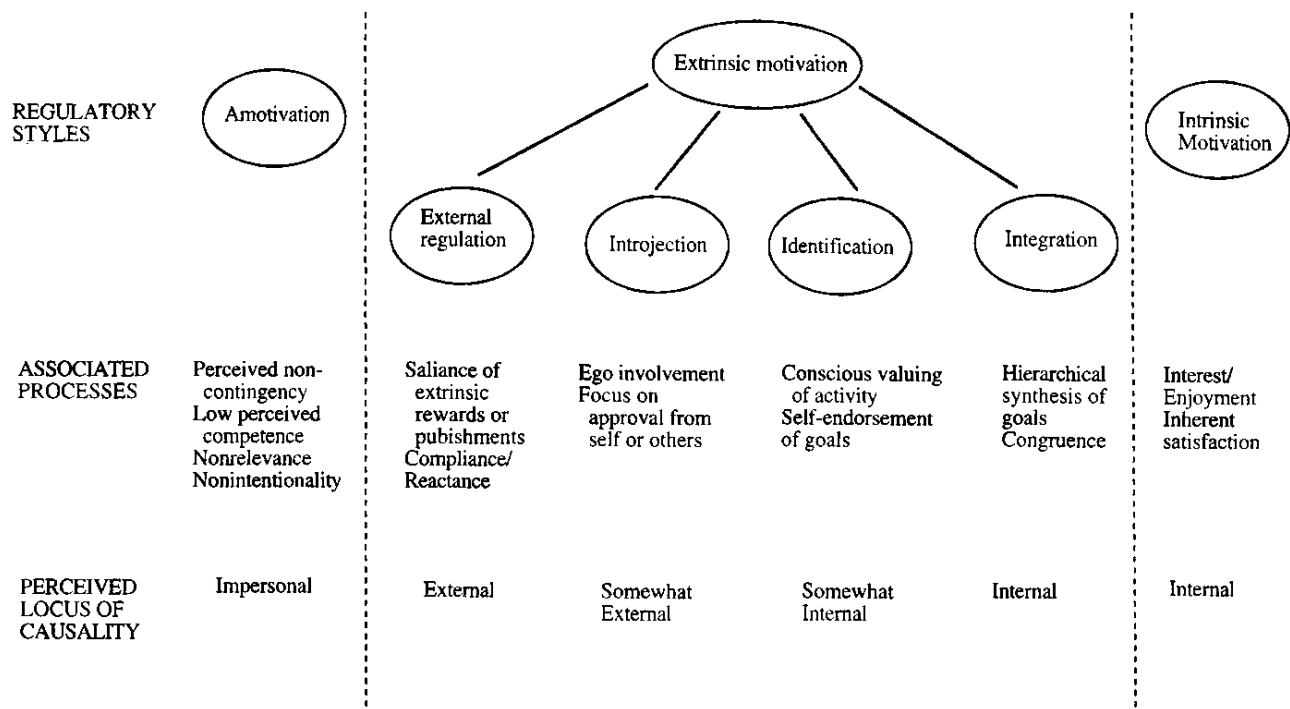 Extrinsic motivation
REGULATORY
STYLES
Amotivation
Intrinsic
Motivation
External
regulation
Introjection
Identification
Integration
ASSOCIATED
PROCESSES
Perceived non-
contingency
Low perceived
competence
Nonrelevance
Nonintentionality
Saliance of
extrinsic
rewards or
pubishments
Compliance/
Reactance
Ego involvement
Focus on
approval from
self or others
Conscious valuing
of activity
Self-endorsement
of goals
Hierarchical
synthesis of
goals
Congruence
Interest/
Enjoyment
Inherent
satisfaction
PERCEIVED
LOCUS OF
CAUSALITY
Impersonal
External
Somewhat
External
Somewhat
Internal
Internal
Internal